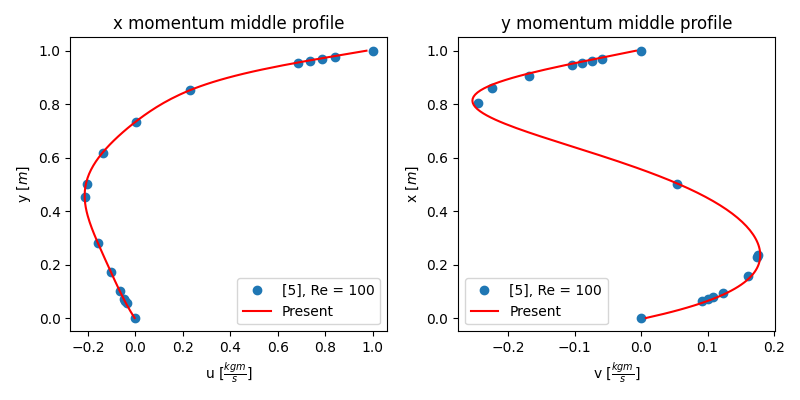 x momentum middle profile
y [m]
1.0
0.8
0.6
0.4
0.2
0.0
−0.2 0.0 0.2 0.4 0.6 0.8 1.0
u [kgm/s]
[5], Re = 100
Present
y momentum middle profile
x [m]
1.0
0.8
0.6
0.4
0.2
0.0
−0.2 −0.1 0.0 0.1 0.2
v [kgm/s]
[5], Re = 100
Present